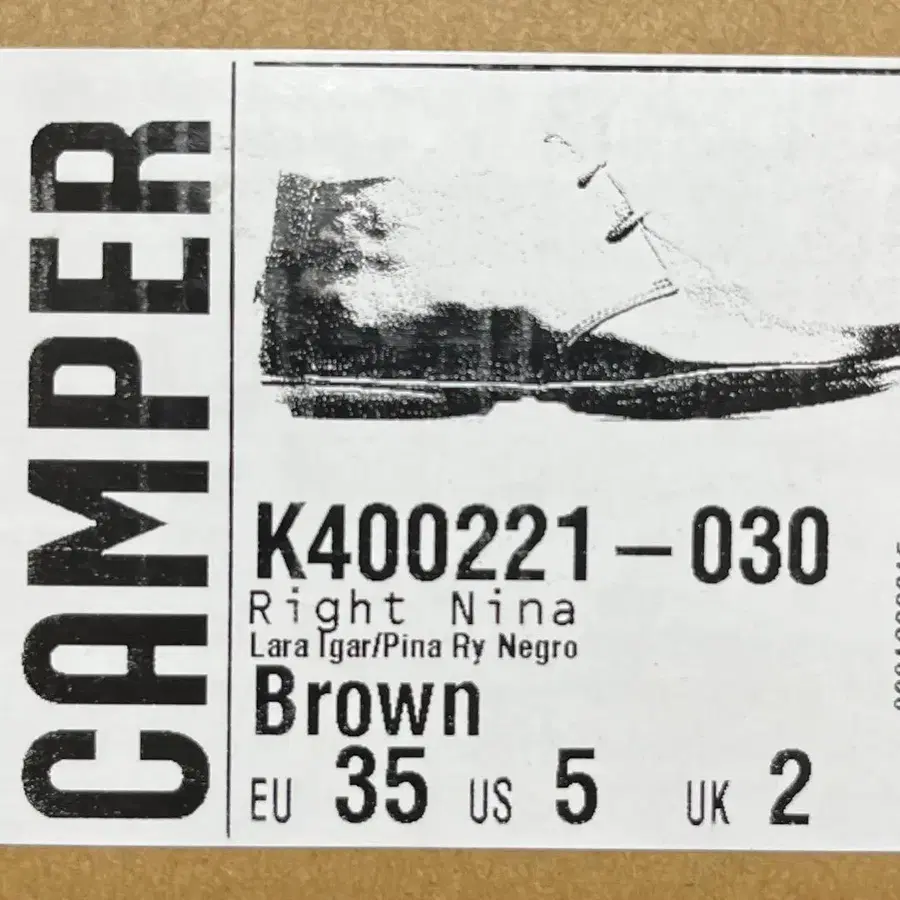 CAMPER
K400221-030
Right Nina
Lara Igar/Pina Ry Negro
Brown
EU 35 US 5 UK 2